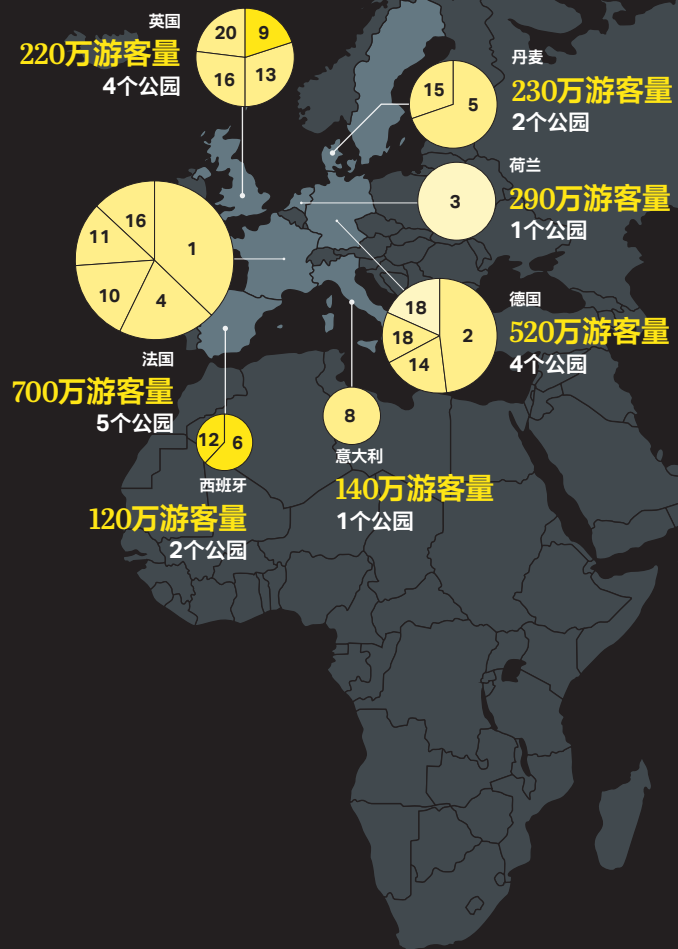 英国
220万游客量
4个公园
20
9
16
13
丹麦
230万游客量
2个公园
15
5
荷兰
290万游客量
1个公园
3
16
1
11
10
4
法国
700万游客量
5个公园
德国
520万游客量
4个公园
18
2
18
14
12
6
西班牙
120万游客量
2个公园
8
意大利
140万游客量
1个公园